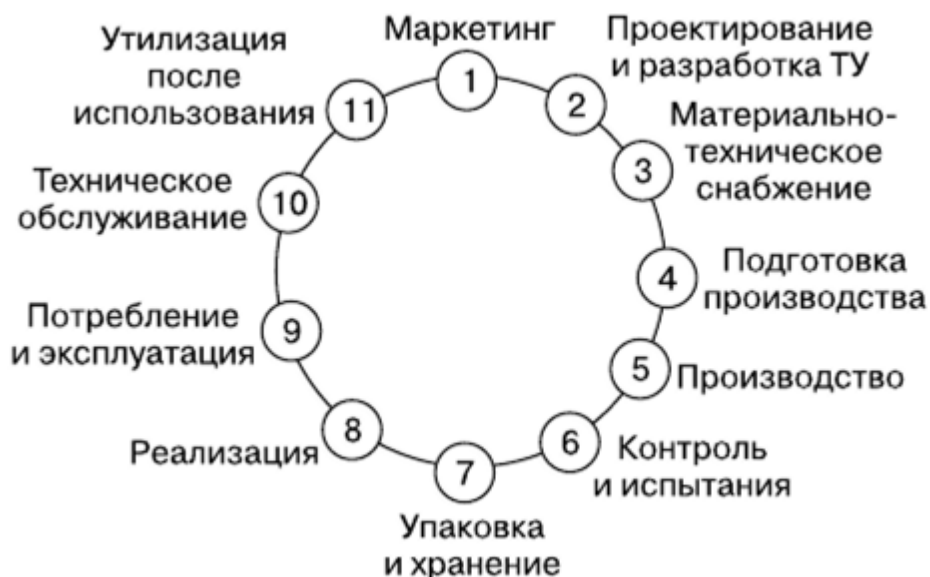 Маркетинг
1
Проектирование
и разработка ТУ
2
Материально-
техническое
снабжение
3
Подготовка
производства
4
Производство
5
Контроль
и испытания
6
Упаковка
и хранение
7
Реализация
8
Потребление
и эксплуатация
9
Техническое
обслуживание
10
Утилизация
после
использования
11